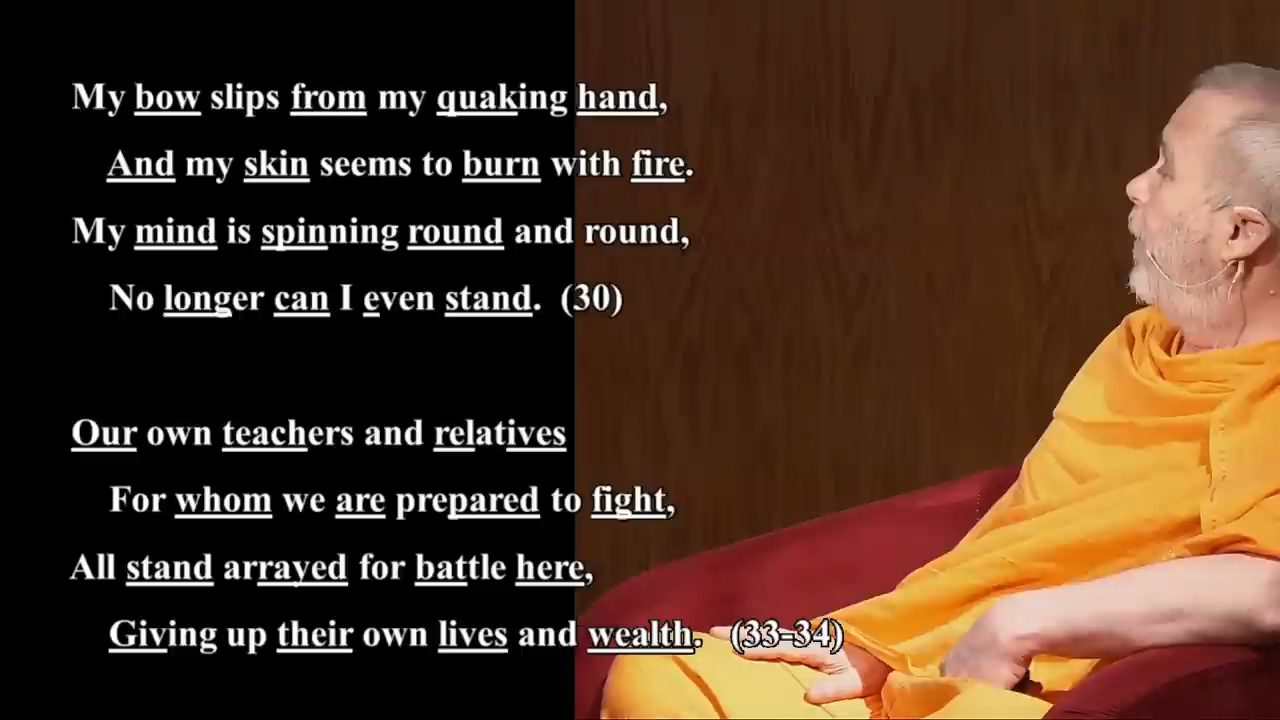 My bow slips from my quaking hand,
And my skin seems to burn with fire.
My mind is spinning round and round,
No longer can I even stand. (30)
Our own teachers and relatives
For whom we are prepared to fight,
All stand arrayed for battle here,
Giving up their own lives and wealth. (33-34)